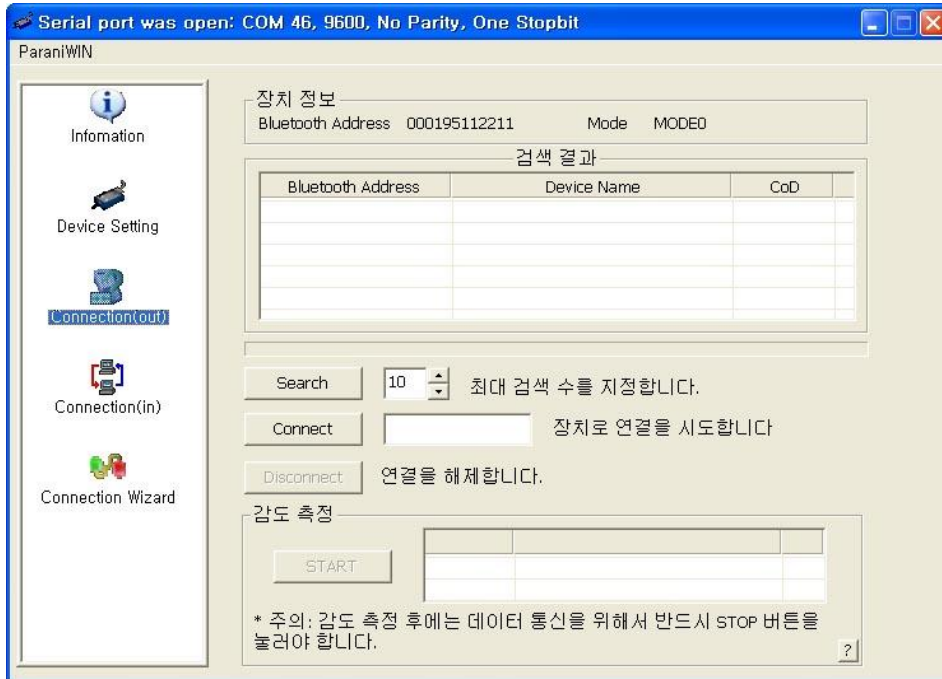 Serial port was open: COM 46, 9600, No Parity, One Stopbit
ParaniWIN
Infomation
Device Setting
Connection(out)
Connection(in)
Connection Wizard
장치 정보
Bluetooth Address 000195112211 Mode MODE0
검색 결과
Bluetooth Address Device Name CoD
Search 10 최대 검색 수를 지정합니다.
Connect 장치로 연결을 시도합니다
Disconnect 연결을 해제합니다.
감도 측정
START
* 주의: 감도 측정 후에는 데이터 통신을 위해서 반드시 STOP 버튼을
눌러야 합니다.
?